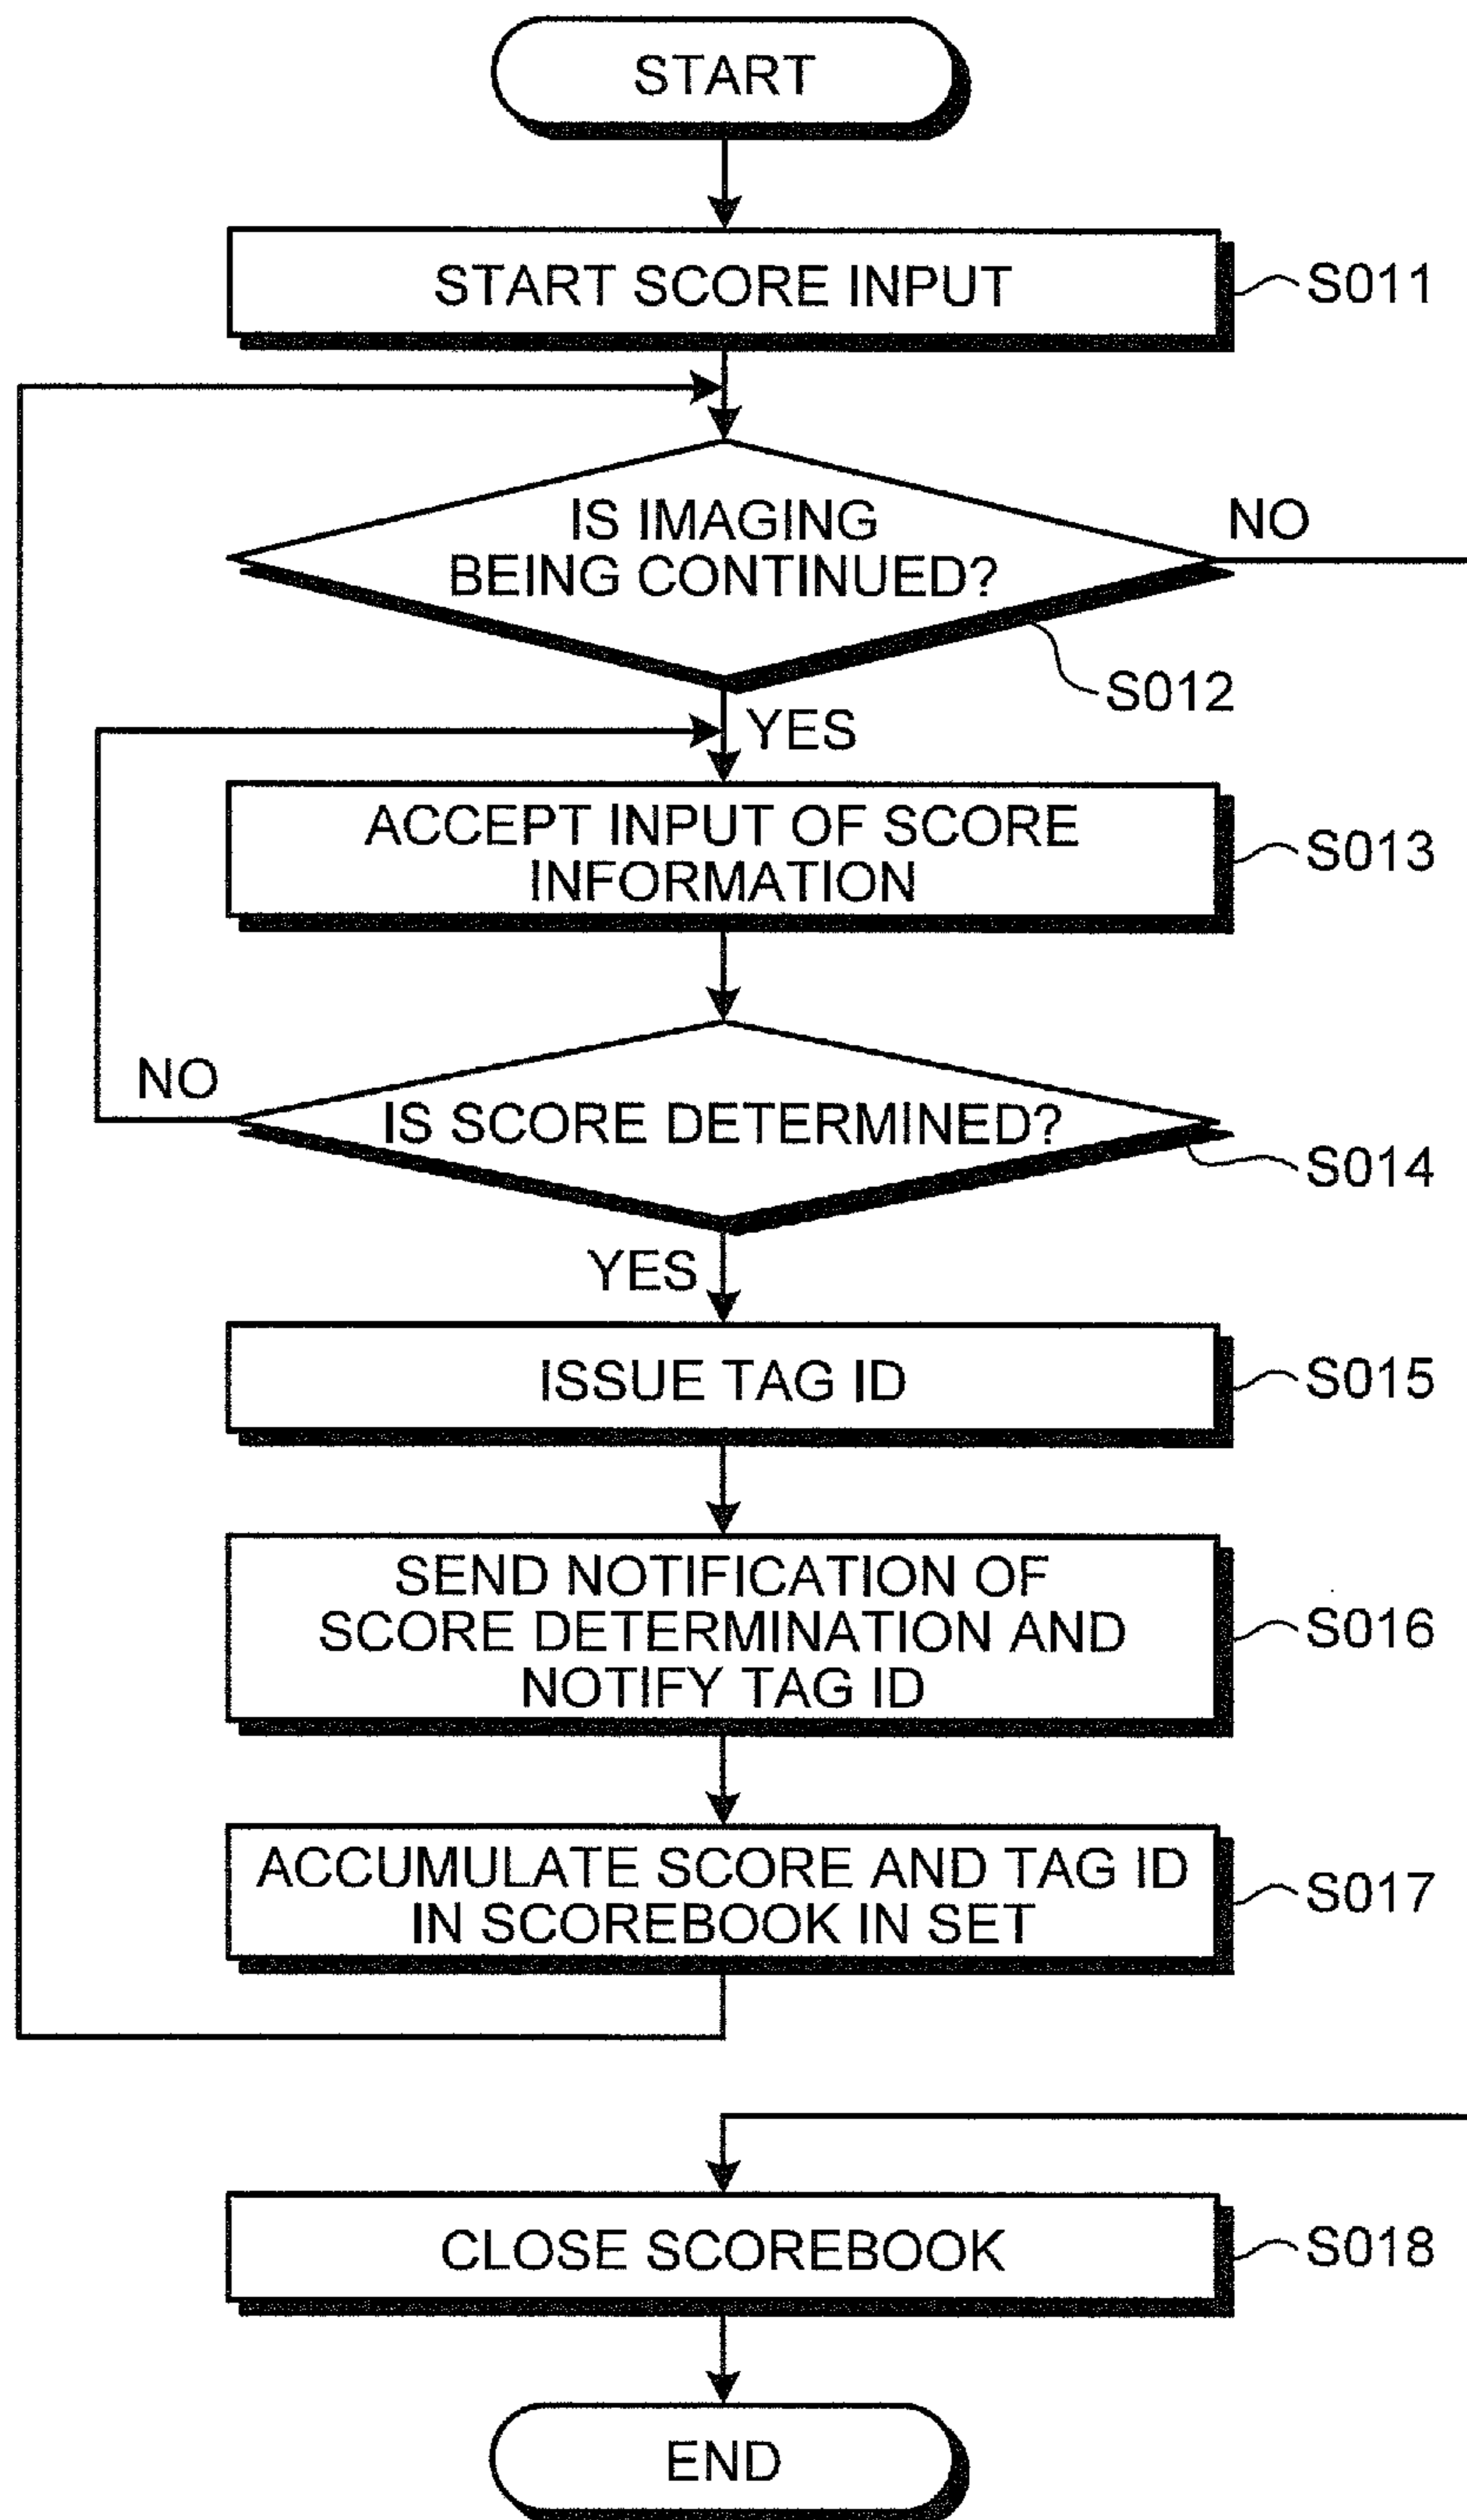 START
START SCORE INPUT
S011
IS IMAGING
BEING CONTINUED?
NO
S012
YES
ACCEPT INPUT OF SCORE
INFORMATION
S013
NO
IS SCORE DETERMINED?
S014
YES
ISSUE TAG ID
S015
SEND NOTIFICATION OF
SCORE DETERMINATION AND
NOTIFY TAG ID
S016
ACCUMULATE SCORE AND TAG ID
IN SCOREBOOK IN SET
S017
CLOSE SCOREBOOK
S018
END